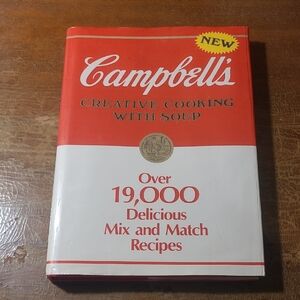 NEW
Campbell's
CREATIVE COOKING
WITH SOUP
Over
19,000
Delicious
Mix and Match
Recipes